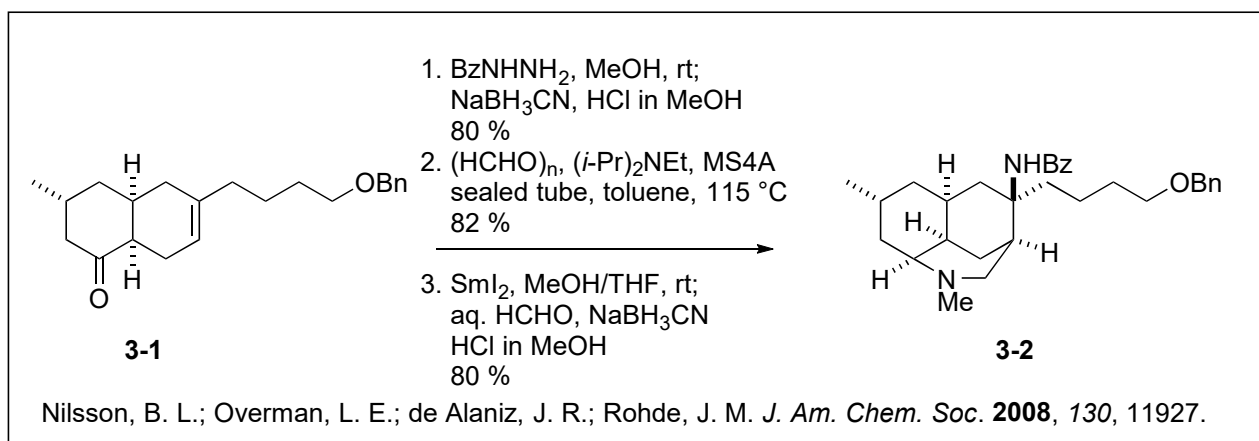 1. BzNHNH₂, MeOH, rt;
NaBH₃CN, HCl in MeOH
80 %
2. (HCHO)ₙ, (i-Pr)₂NEt, MS4A
sealed tube, toluene, 115 °C
82 %
3. SmI₂, MeOH/THF, rt;
aq. HCHO, NaBH₃CN
HCl in MeOH
80 %
H
OBn
H
O
3-1
H
NHBz
OBn
H
H
H
N
Me
3-2
Nilsson, B. L.; Overman, L. E.; de Alaniz, J. R.; Rohde, J. M. J. Am. Chem. Soc. 2008, 130, 11927.